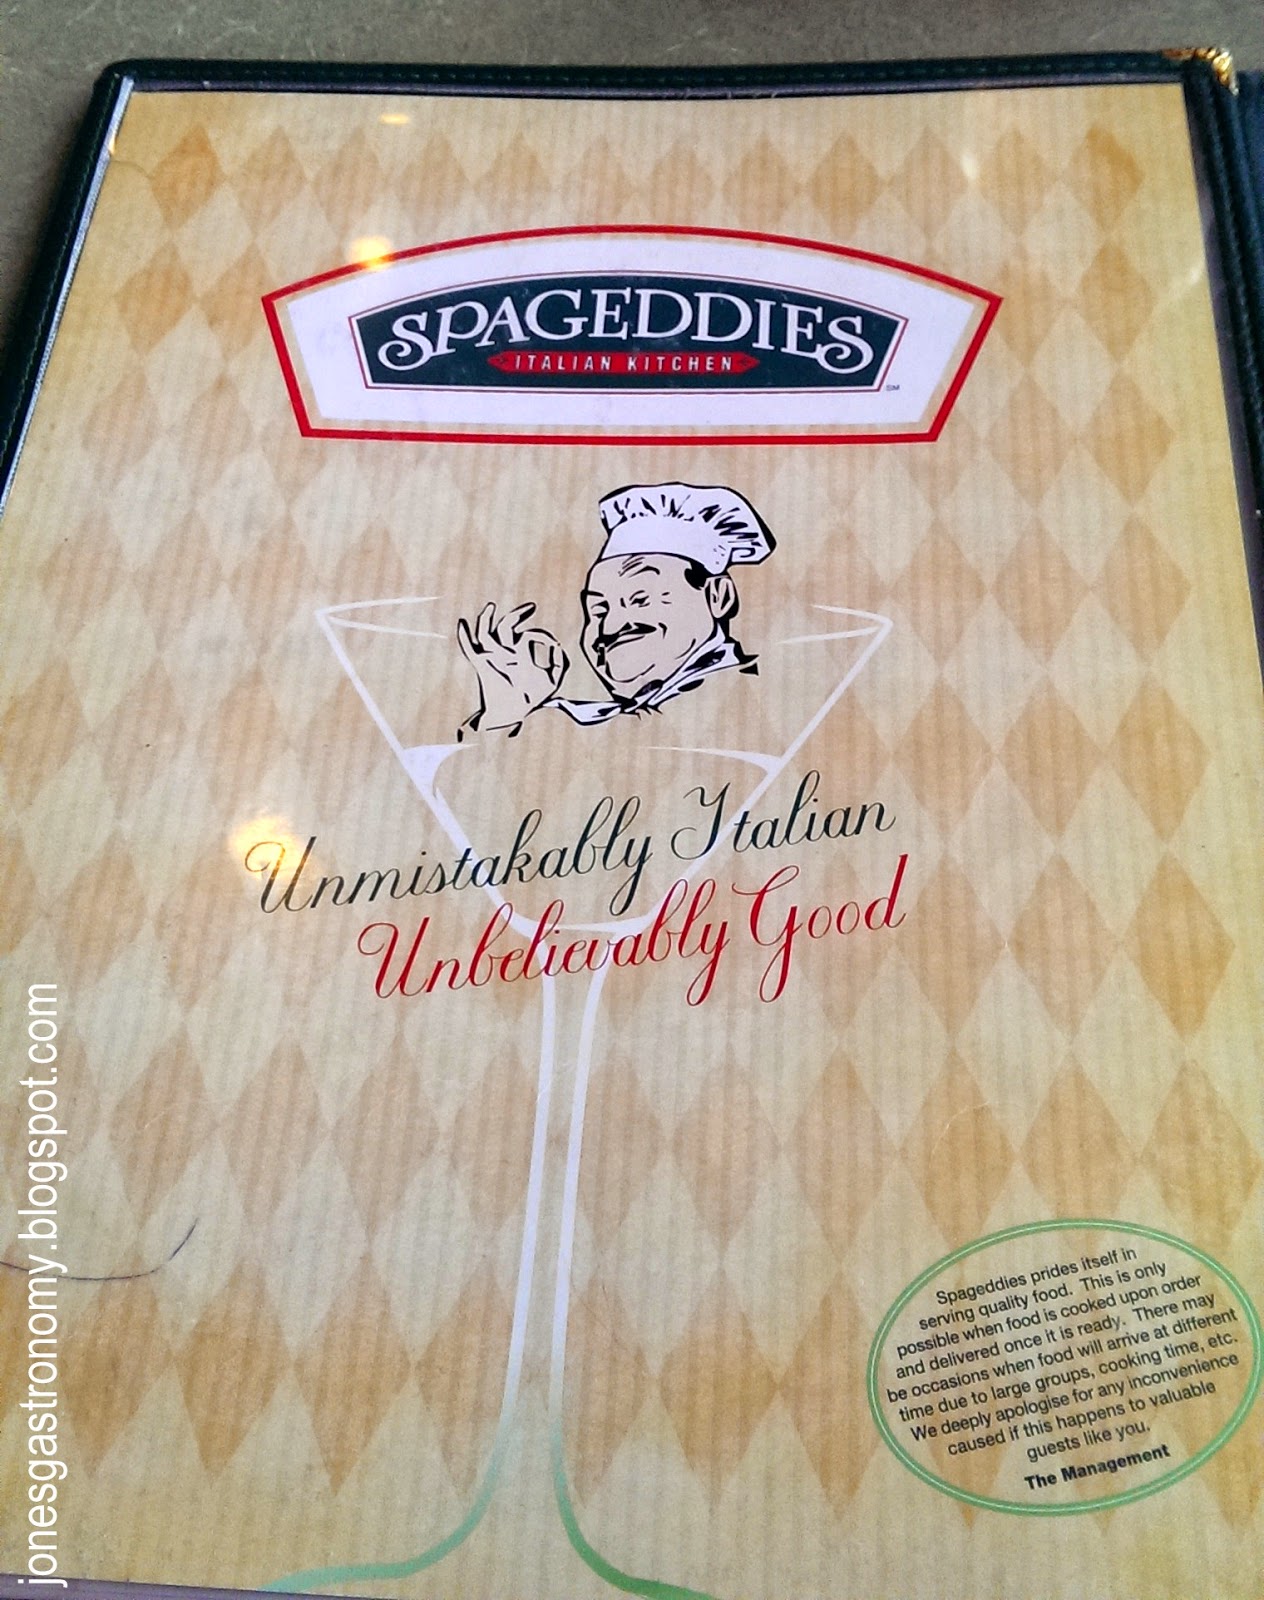 SPAGEDDIES
ITALIAN KITCHEN
SM
Unmistakably Italian
Unbelievably Good
Spageddies prides itself in
serving quality food. This is only
possible when food is cooked upon order
and delivered once it is ready. There may
be occasions when food will arrive at different
time due to large groups, cooking time, etc.
We deeply apologise for any inconvenience
caused if this happens to valuable
guests like you.
The Management
jonesgastronomy.blogspot.com